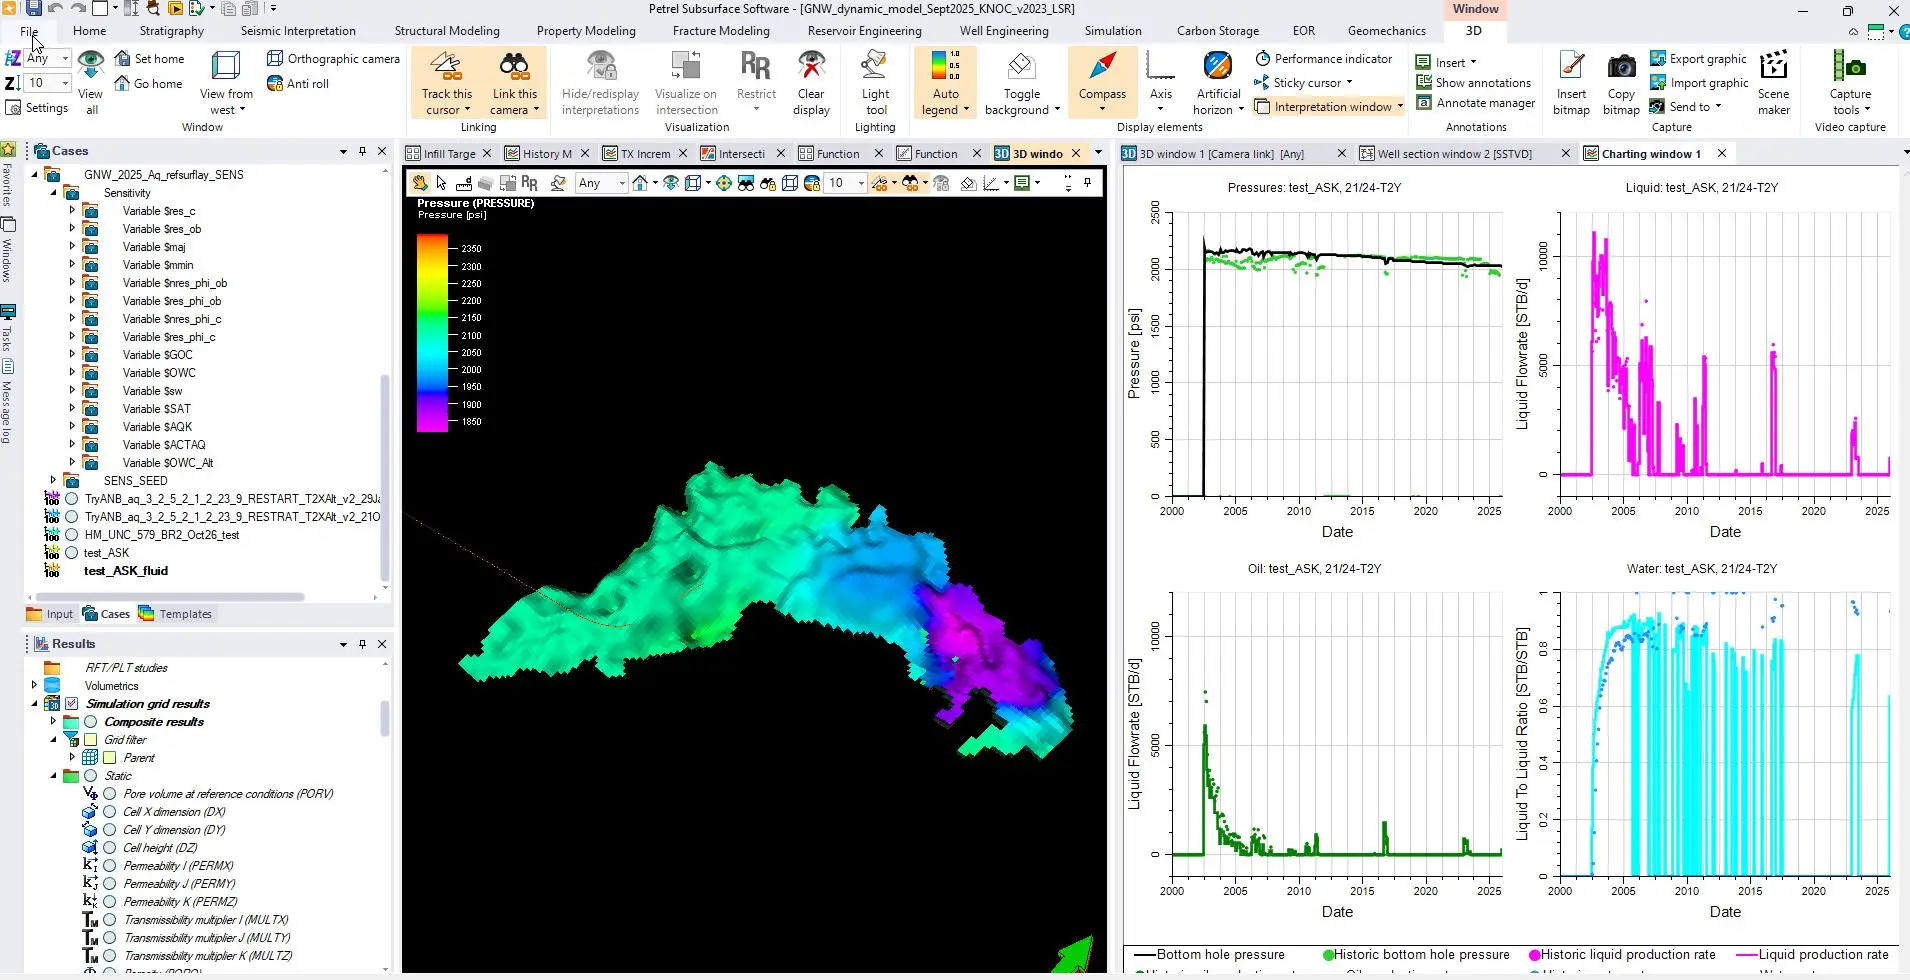 Petrel Subsurface Software - [GNW_dynamic_model_Sept2025_KNOC_v2023_LSR]
Window
File
Home
Stratigraphy
Seismic Interpretation
Structural Modeling
Property Modeling
Fracture Modeling
Reservoir Engineering
Well Engineering
Simulation
Carbon Storage
EOR
Geomechanics
3D
Any
10
Settings
View all
Set home
Go home
View from west
Orthographic camera
Anti roll
Window
Track this cursor
Link this camera
Linking
Hide/redisplay interpretations
Visualize on intersection
Restrict
Clear display
Visualization
Light tool
Lighting
1.0
0.5
0.0
Auto legend
Toggle background
Compass
Axis
Artificial horizon
Performance indicator
Sticky cursor
Interpretation window
Display elements
Insert
Show annotations
Annotate manager
Annotations
Insert bitmap
Copy bitmap
Export graphic
Import graphic
Send to
Scene maker
Capture
Capture tools
Video capture
Favorites
Windows
Tasks
Message log
Cases
GNW_2025_Aq_refsurflay_SENS
Sensitivity
Variable $res_c
Variable $res_ob
Variable $maj
Variable $mmin
Variable $nres_phi_ob
Variable $res_phi_ob
Variable $nres_phi_c
Variable $res_phi_c
Variable $GOC
Variable $OWC
Variable $sw
Variable $SAT
Variable $AQK
Variable $ACTAQ
Variable $OWC_Alt
SENS_SEED
TryANB_aq_3_2_5_2_1_2_23_9_RESTART_T2XAlt_v2_29Ja
TryANB_aq_3_2_5_2_1_2_23_9_RESTRAT_T2XAlt_v2_21O
HM_UNC_579_BR2_Oct26_test
test_ASK
test_ASK_fluid
Input
Cases
Templates
Results
RFT/PLT studies
Volumetrics
Simulation grid results
Composite results
Grid filter
Parent
Static
Pore volume at reference conditions (PORV)
Cell X dimension (DX)
Cell Y dimension (DY)
Cell height (DZ)
Permeability I (PERMX)
Permeability J (PERMY)
Permeability K (PERMZ)
Transmissibility multiplier I (MULTX)
Transmissibility multiplier J (MULTY)
Transmissibility multiplier K (MULTZ)
Infill Targe
History M
TX Increm
Intersecti
Function
Function
3D windo
3D window 1 [Camera link] [Any]
Well section window 2 [SSTVD]
Charting window 1
Any
10
Pressure (PRESSURE)
Pressure [psi]
2350
2300
2250
2200
2150
2100
2050
2000
1950
1900
1850
Pressures: test_ASK, 21/24-T2Y
Pressure [psi]
2500
2000
1500
1000
500
0
2000 2005 2010 2015 2020 2025
Date
Liquid: test_ASK, 21/24-T2Y
Liquid Flowrate [STB/d]
10000
5000
0
2000 2005 2010 2015 2020 2025
Date
Oil: test_ASK, 21/24-T2Y
Liquid Flowrate [STB/d]
10000
5000
0
2000 2005 2010 2015 2020 2025
Date
Water: test_ASK, 21/24-T2Y
Liquid To Liquid Ratio [STB/STB]
1
0.8
0.6
0.4
0.2
0
2000 2005 2010 2015 2020 2025
Date
Bottom hole pressure
Historic bottom hole pressure
Historic liquid production rate
Liquid production rate